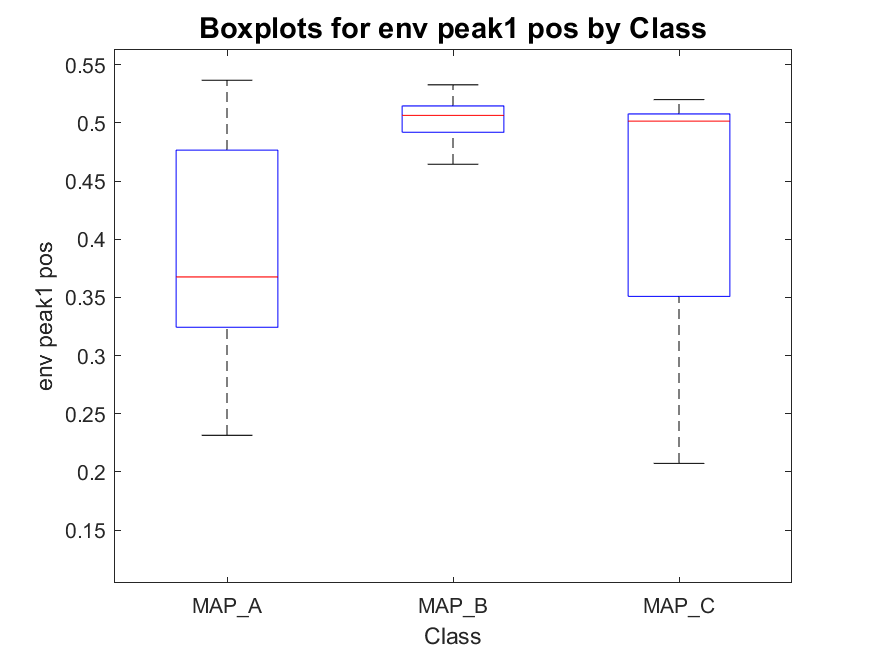 Boxplots for env peak1 pos by Class
env peak1 pos
0.55
0.5
0.45
0.4
0.35
0.3
0.25
0.2
0.15
MAP_A MAP_B MAP_C
Class